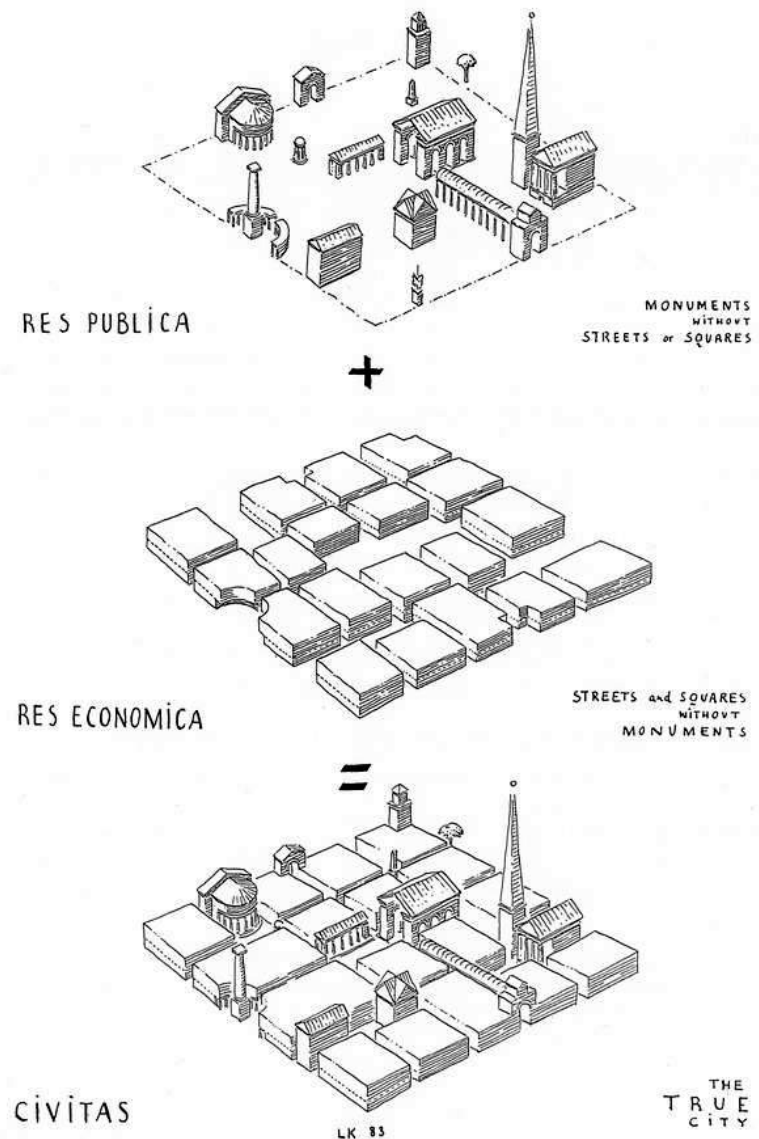 RES PUBLICA
MONUMENTS
WITHOUT
STREETS or SQUARES
+
RES ECONOMICA
STREETS and SQUARES
WITHOUT
MONUMENTS
=
CIVITAS
LK 83
THE
TRUE
CITY